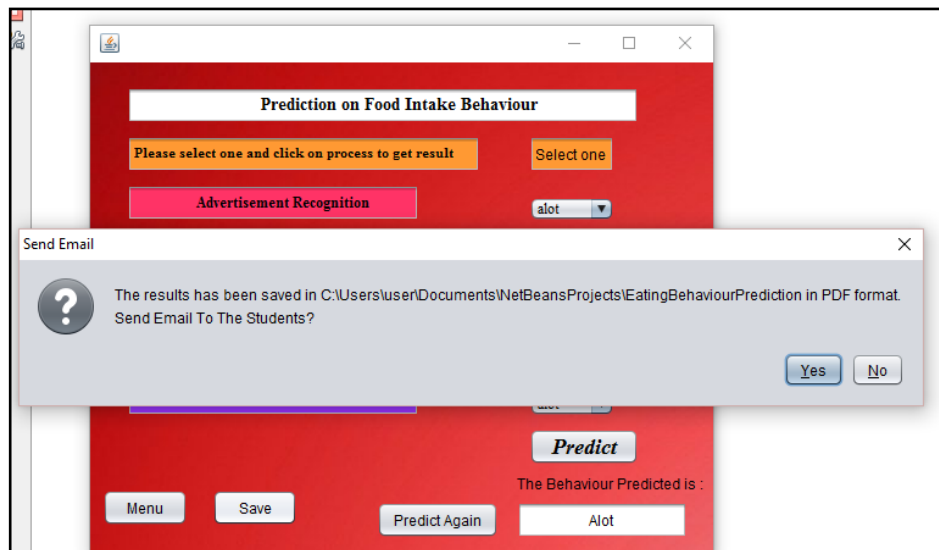 Prediction on Food Intake Behaviour
Please select one and click on process to get result
Select one
Advertisement Recognition
alot
Send Email
The results has been saved in C:\Users\user\Documents\NetBeansProjects\EatingBehaviourPrediction in PDF format.
Send Email To The Students?
Yes
No
alot
Predict
The Behaviour Predicted is :
Menu
Save
Predict Again
Alot